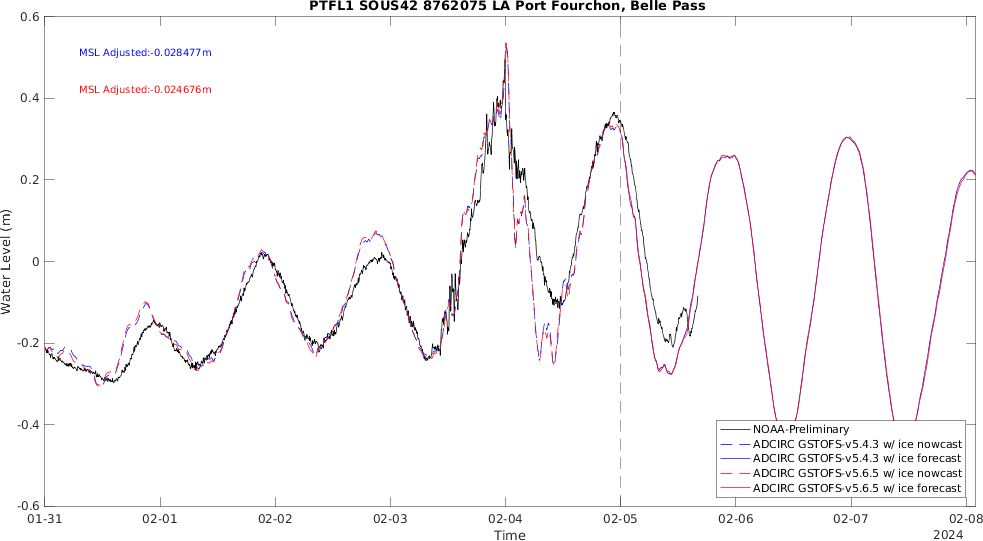 PTFL1 SOUS42 8762075 LA Port Fourchon, Belle Pass
MSL Adjusted:-0.028477m
MSL Adjusted:-0.024676m
Water Level (m)
0.6
0.4
0.2
0
-0.2
-0.4
-0.6
NOAA-Preliminary
ADCIRC GSTOFS-v5.4.3 w/ ice nowcast
ADCIRC GSTOFS-v5.4.3 w/ ice forecast
ADCIRC GSTOFS-v5.6.5 w/ ice nowcast
ADCIRC GSTOFS-v5.6.5 w/ ice forecast
01-31 02-01 02-02 02-03 02-04 02-05 02-06 02-07 02-08
Time
2024